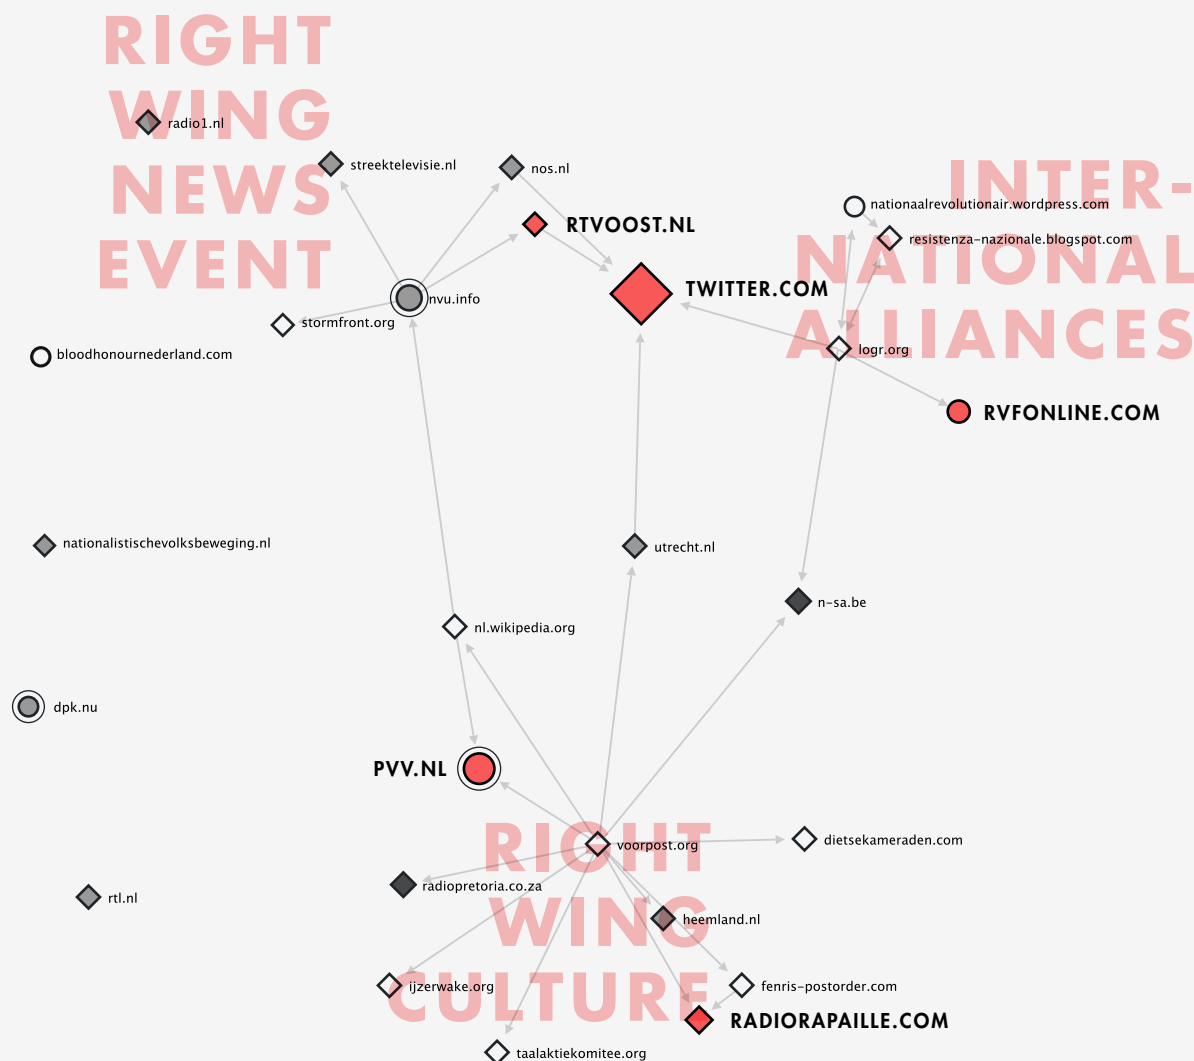 RIGHT
WING
NEWS
EVENT
radio1.nl
streektelevisie.nl
nos.nl
RTVOOST.NL
nvu.info
stormfront.org
bloodhonournederland.com
TWITTER.COM
INTER-
NATIONAL
ALLIANCES
nationaalrevolutionair.wordpress.com
resistenza-nazionale.blogspot.com
logr.org
RVFONLINE.COM
nationalistischevolksbeweging.nl
utrecht.nl
n-sa.be
nl.wikipedia.org
dpk.nu
PVV.NL
RIGHT
WING
CULTURE
voorpost.org
dietsekameraden.com
radiopretoria.co.za
rtl.nl
heemland.nl
ijzerwake.org
fenris-postorder.com
RADIORAPAILLE.COM
taalaktiekomitee.org